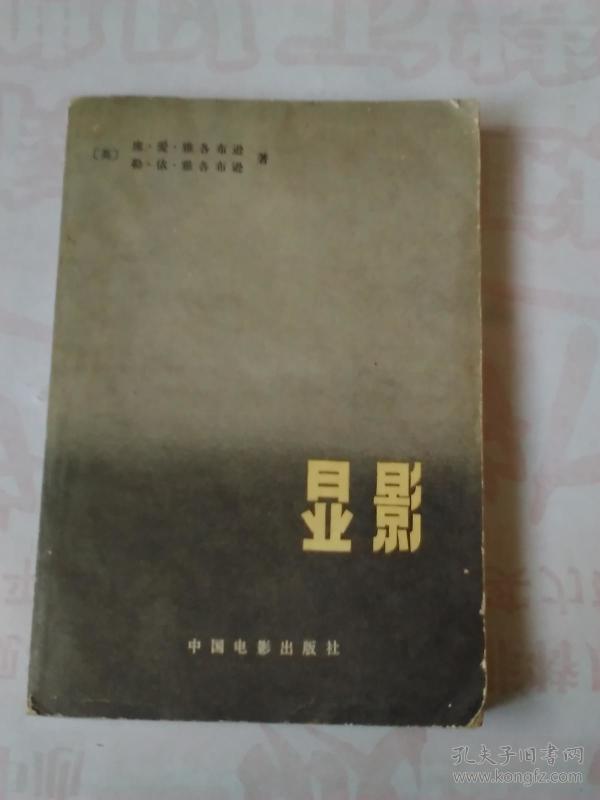 〔英〕 庞·爱·雅各布逊
勒·依·雅各布逊 著
显影
中国电影出版社
孔夫子旧书网
www.kongfz.com